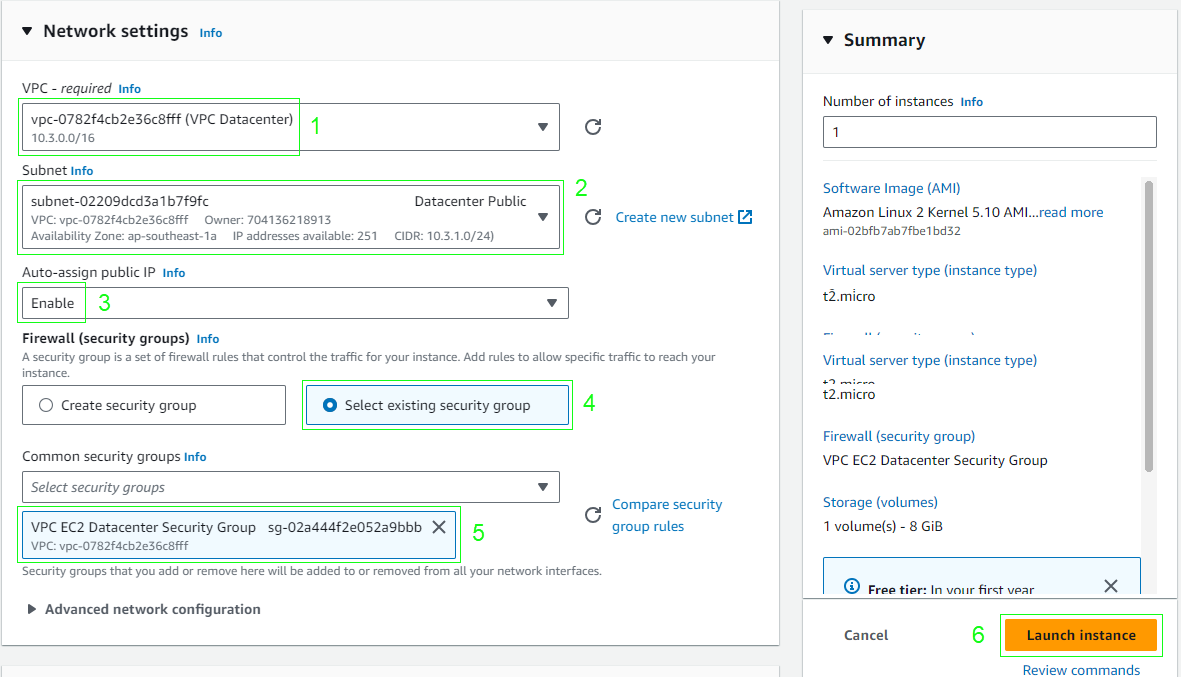 Network settings Info
VPC - required Info
vpc-0782f4cb2e36c8fff (VPC Datacenter)
10.3.0.0/16
1
Subnet Info
subnet-02209dcd3a1b7f9fc Datacenter Public
VPC: vpc-0782f4cb2e36c8fff Owner: 704136218913
Availability Zone: ap-southeast-1a IP addresses available: 251 CIDR: 10.3.1.0/24)
2
Create new subnet
Auto-assign public IP Info
Enable
3
Firewall (security groups) Info
A security group is a set of firewall rules that control the traffic for your instance. Add rules to allow specific traffic to reach your
instance.
Create security group
Select existing security group
4
Common security groups Info
Select security groups
Compare security
group rules
VPC EC2 Datacenter Security Group sg-02a444f2e052a9bbb
VPC: vpc-0782f4cb2e36c8fff
5
Security groups that you add or remove here will be added to or removed from all your network interfaces.
Advanced network configuration
Summary
Number of instances Info
1
Software Image (AMI)
Amazon Linux 2 Kernel 5.10 AMI...read more
ami-02bfb7ab7fbe1bd32
Virtual server type (instance type)
t2.micro
Virtual server type (instance type)
t2.micro
Firewall (security group)
VPC EC2 Datacenter Security Group
Storage (volumes)
1 volume(s) - 8 GiB
Free tier: In your first year
Cancel
6
Launch instance
Review commands